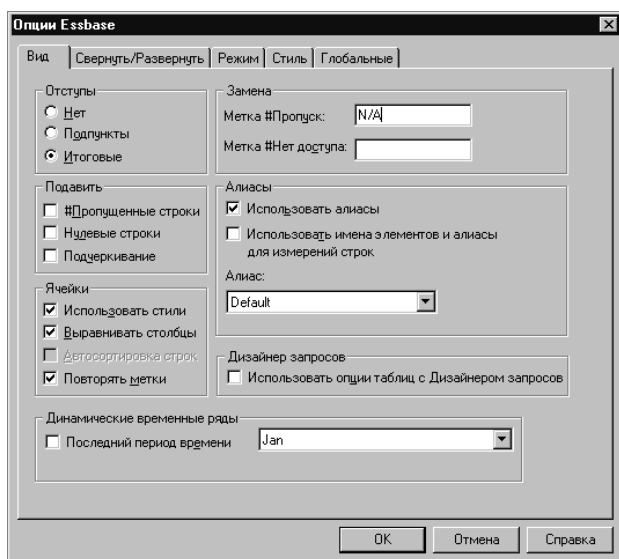 Опции Essbase
Вид
Свернуть/Развернуть
Режим
Стиль
Глобальные
Отступы
Нет
Подпункты
Итоговые
Замена
Метка #Пропуск:
N/A
Метка #Нет доступа:
Подавить
#Пропущенные строки
Нулевые строки
Подчеркивание
Алиасы
Использовать алиасы
Использовать имена элементов и алиасы
для измерений строк
Алиас:
Default
Ячейки
Использовать стили
Выравнивать столбцы
Автосортировка строк
Повторять метки
Дизайнер запросов
Использовать опции таблиц с Дизайнером запросов
Динамические временные ряды
Последний период времени
Jan
OK
Отмена
Справка